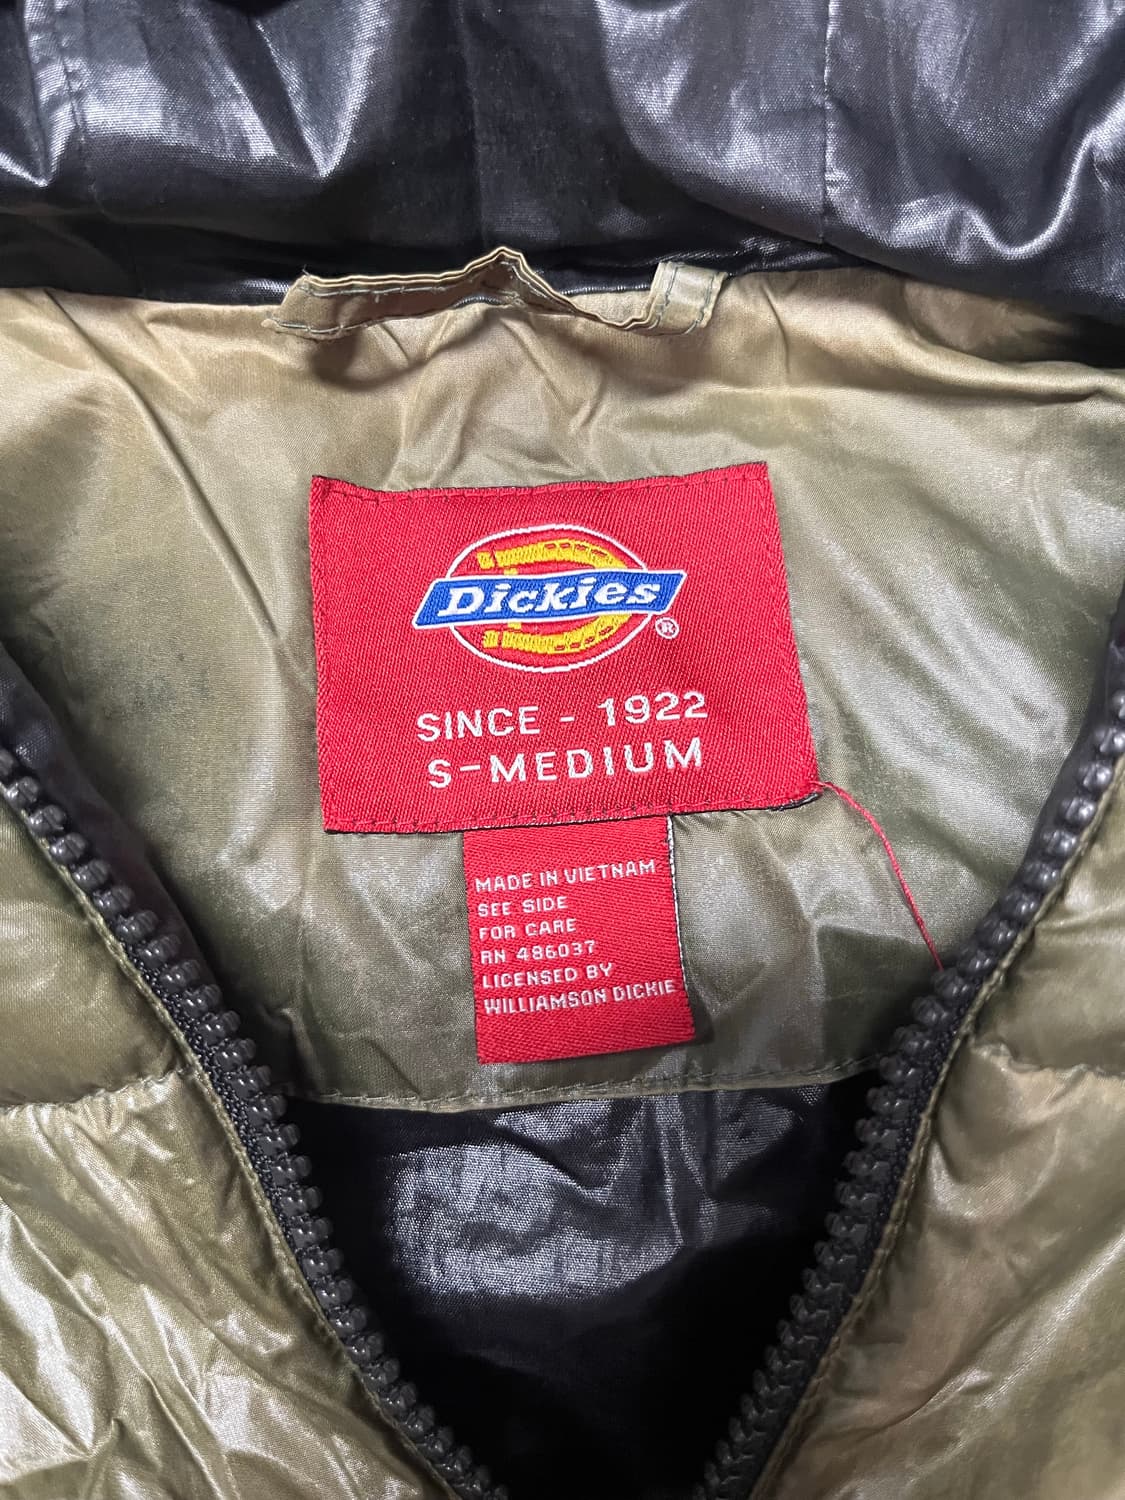 Dickies
®
SINCE - 1922
S-MEDIUM
MADE IN VIETNAM
SEE SIDE
FOR CARE
RN 486037
LICENSED BY
WILLIAMSON DICKIE